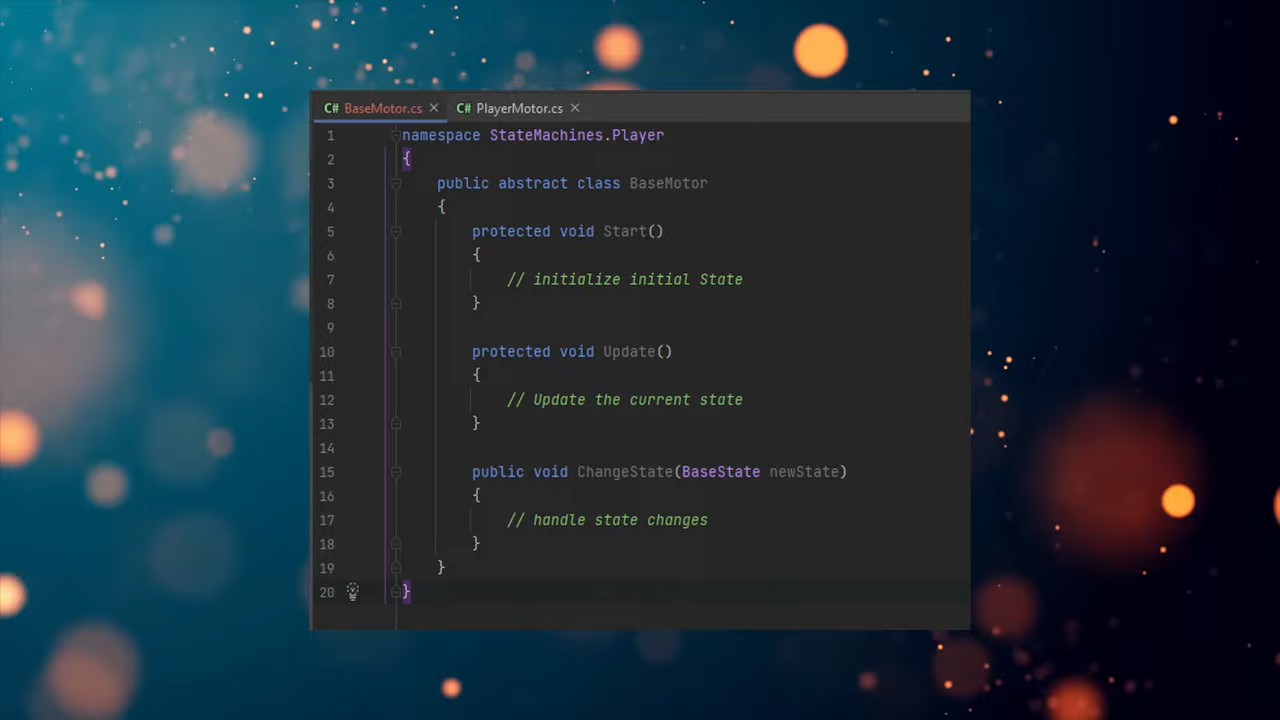 C# BaseMotor.cs × C# PlayerMotor.cs ×
1 namespace StateMachines.Player
2 {
3 public abstract class BaseMotor
4 {
5 protected void Start()
6 {
7 // initialize initial State
8 }
9
10 protected void Update()
11 {
12 // Update the current state
13 }
14
15 public void ChangeState(BaseState newState)
16 {
17 // handle state changes
18 }
19 }
20 }